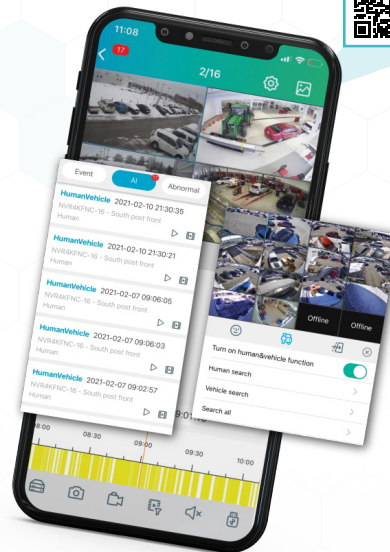 11:08
17
2/16
Event
AI
Abnormal
HumanVehicle 2021-02-10 21:30:35
NVR4KFNC-16 - South post front
Human
HumanVehicle 2021-02-10 21:30:21
NVR4KFNC-16 - South post front
Human
HumanVehicle 2021-02-07 09:06:05
NVR4KFNC-16 - South post front
Human
HumanVehicle 2021-02-07 09:06:03
NVR4KFNC-16 - South post front
Human
HumanVehicle 2021-02-07 09:02:57
NVR4KFNC-16 - South post front
Human
Offline
Offline
Turn on human&vehicle function
Human search
Vehicle search
Search all
08:30
09:00
09:30
10:00